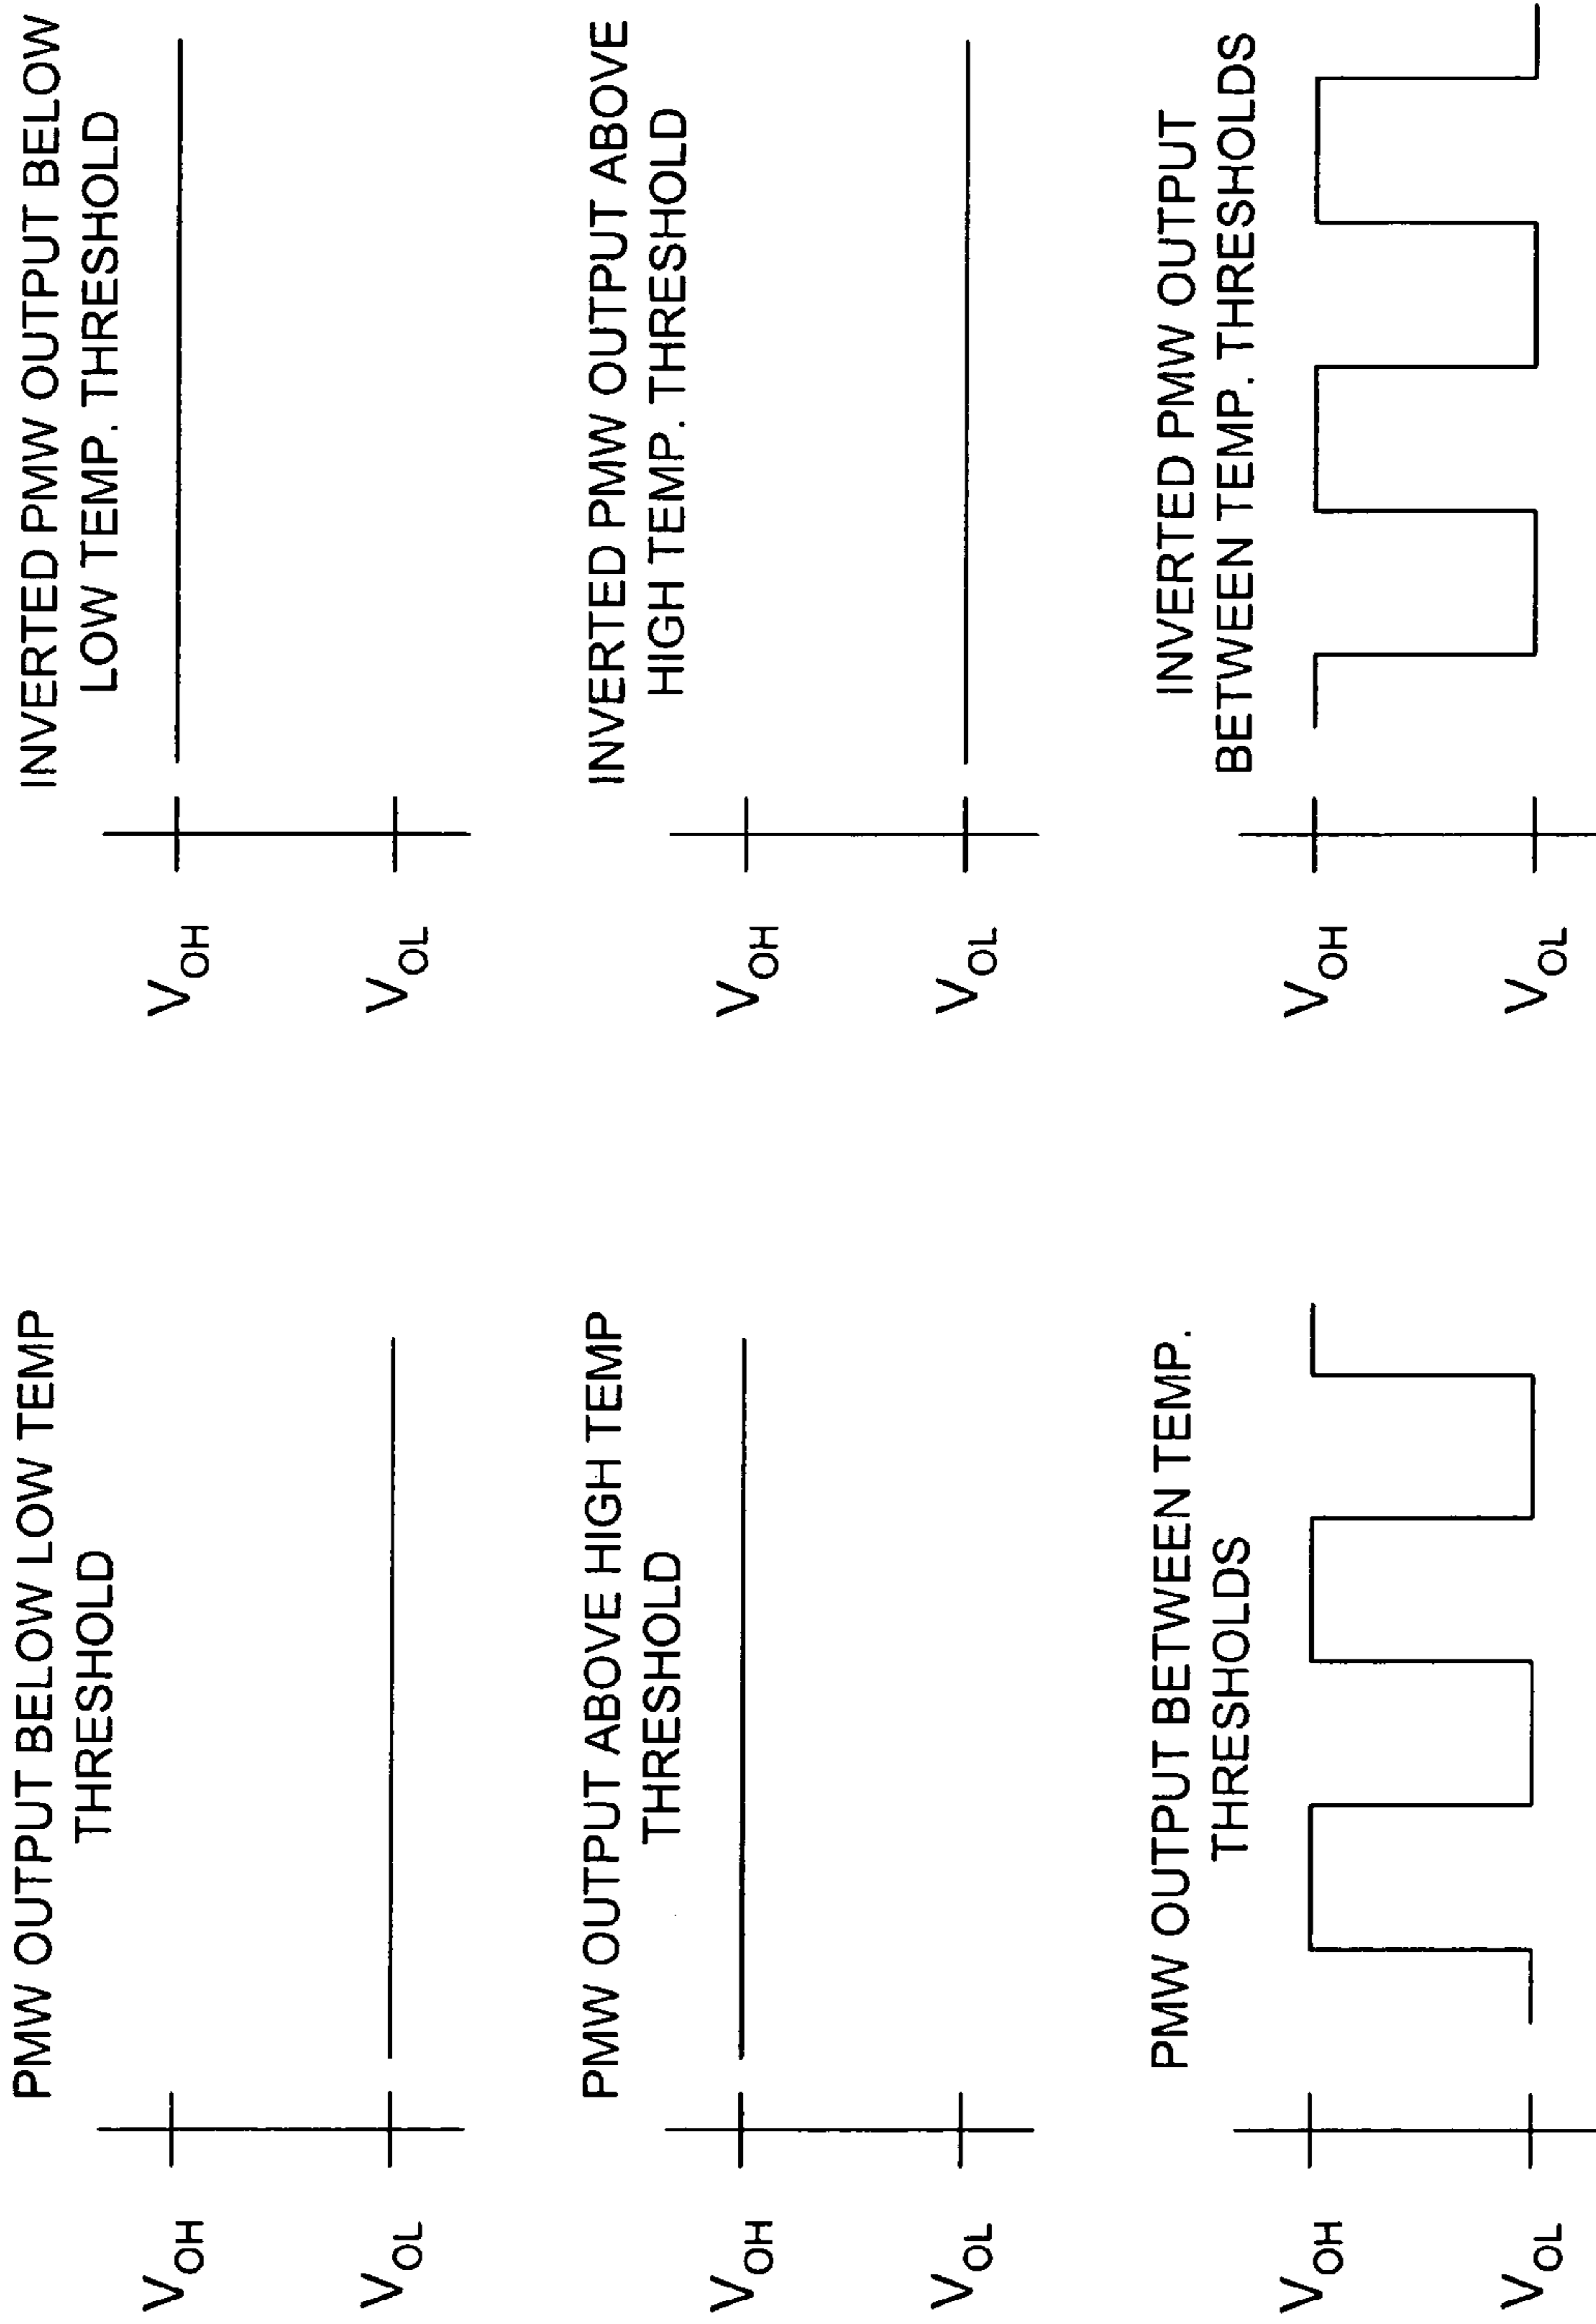 PMW OUTPUT BELOW LOW TEMP
THRESHOLD
VOH
VOL
INVERTED PMW OUTPUT BELOW
LOW TEMP. THRESHOLD
VOH
VOL
PMW OUTPUT ABOVE HIGH TEMP
THRESHOLD
VOH
VOL
INVERTED PMW OUTPUT ABOVE
HIGH TEMP. THRESHOLD
VOH
VOL
PMW OUTPUT BETWEEN TEMP.
THRESHOLDS
VOH
VOL
INVERTED PMW OUTPUT
BETWEEN TEMP. THRESHOLDS
VOH
VOL